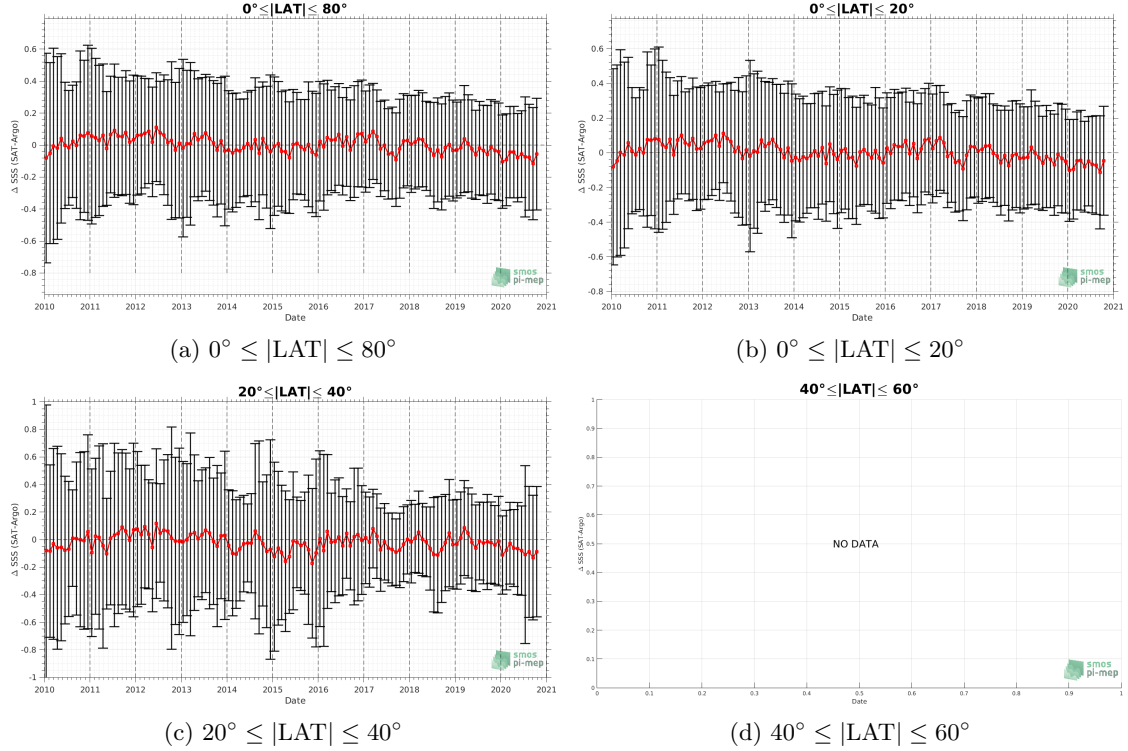 0°≤|LAT|≤ 80°
Δ SSS (SAT-Argo)
0.6
0.4
0.2
0
-0.2
-0.4
-0.6
-0.8
2010 2011 2012 2013 2014 2015 2016 2017 2018 2019 2020 2021
Date
smos
pi-mep
(a) 0° ≤ |LAT| ≤ 80°
0°≤|LAT|≤ 20°
Δ SSS (SAT-Argo)
0.6
0.4
0.2
0
-0.2
-0.4
-0.6
-0.8
2010 2011 2012 2013 2014 2015 2016 2017 2018 2019 2020 2021
Date
smos
pi-mep
(b) 0° ≤ |LAT| ≤ 20°
20°≤|LAT|≤ 40°
Δ SSS (SAT-Argo)
1
0.8
0.6
0.4
0.2
0
-0.2
-0.4
-0.6
-0.8
-1
2010 2011 2012 2013 2014 2015 2016 2017 2018 2019 2020 2021
Date
smos
pi-mep
(c) 20° ≤ |LAT| ≤ 40°
40°≤|LAT|≤ 60°
Δ SSS (SAT-Argo)
1
0.9
0.8
0.7
0.6
0.5
0.4
0.3
0.2
0.1
0
NO DATA
0 0.1 0.2 0.3 0.4 0.5 0.6 0.7 0.8 0.9 1
Date
smos
pi-mep
(d) 40° ≤ |LAT| ≤ 60°